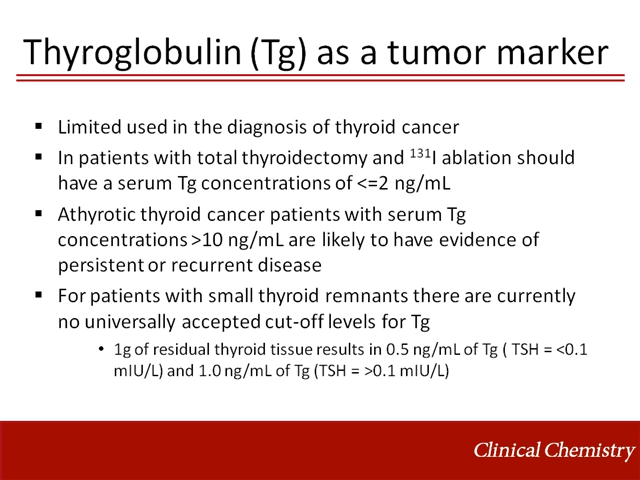 Thyroglobulin (Tg) as a tumor marker
▪ Limited used in the diagnosis of thyroid cancer
▪ In patients with total thyroidectomy and ¹³¹I ablation should
have a serum Tg concentrations of <=2 ng/mL
▪ Athyrotic thyroid cancer patients with serum Tg
concentrations >10 ng/mL are likely to have evidence of
persistent or recurrent disease
▪ For patients with small thyroid remnants there are currently
no universally accepted cut-off levels for Tg
• 1g of residual thyroid tissue results in 0.5 ng/mL of Tg ( TSH = <0.1
mIU/L) and 1.0 ng/mL of Tg (TSH = >0.1 mIU/L)
Clinical Chemistry